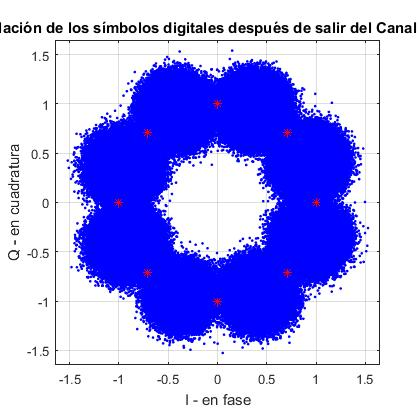 lación de los símbolos digitales después de salir del Canal
Q - en cuadratura
1.5
1
0.5
0
-0.5
-1
-1.5
-1.5 -1 -0.5 0 0.5 1 1.5
I - en fase